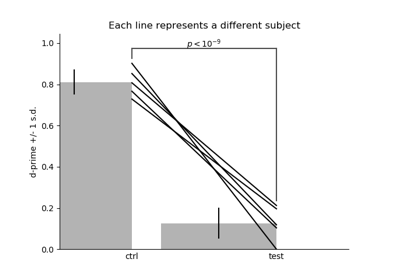 Each line represents a different subject
p < 10⁻⁹
1.0
0.8
0.6
0.4
0.2
0.0
d-prime +/- 1 s.d.
ctrl
test